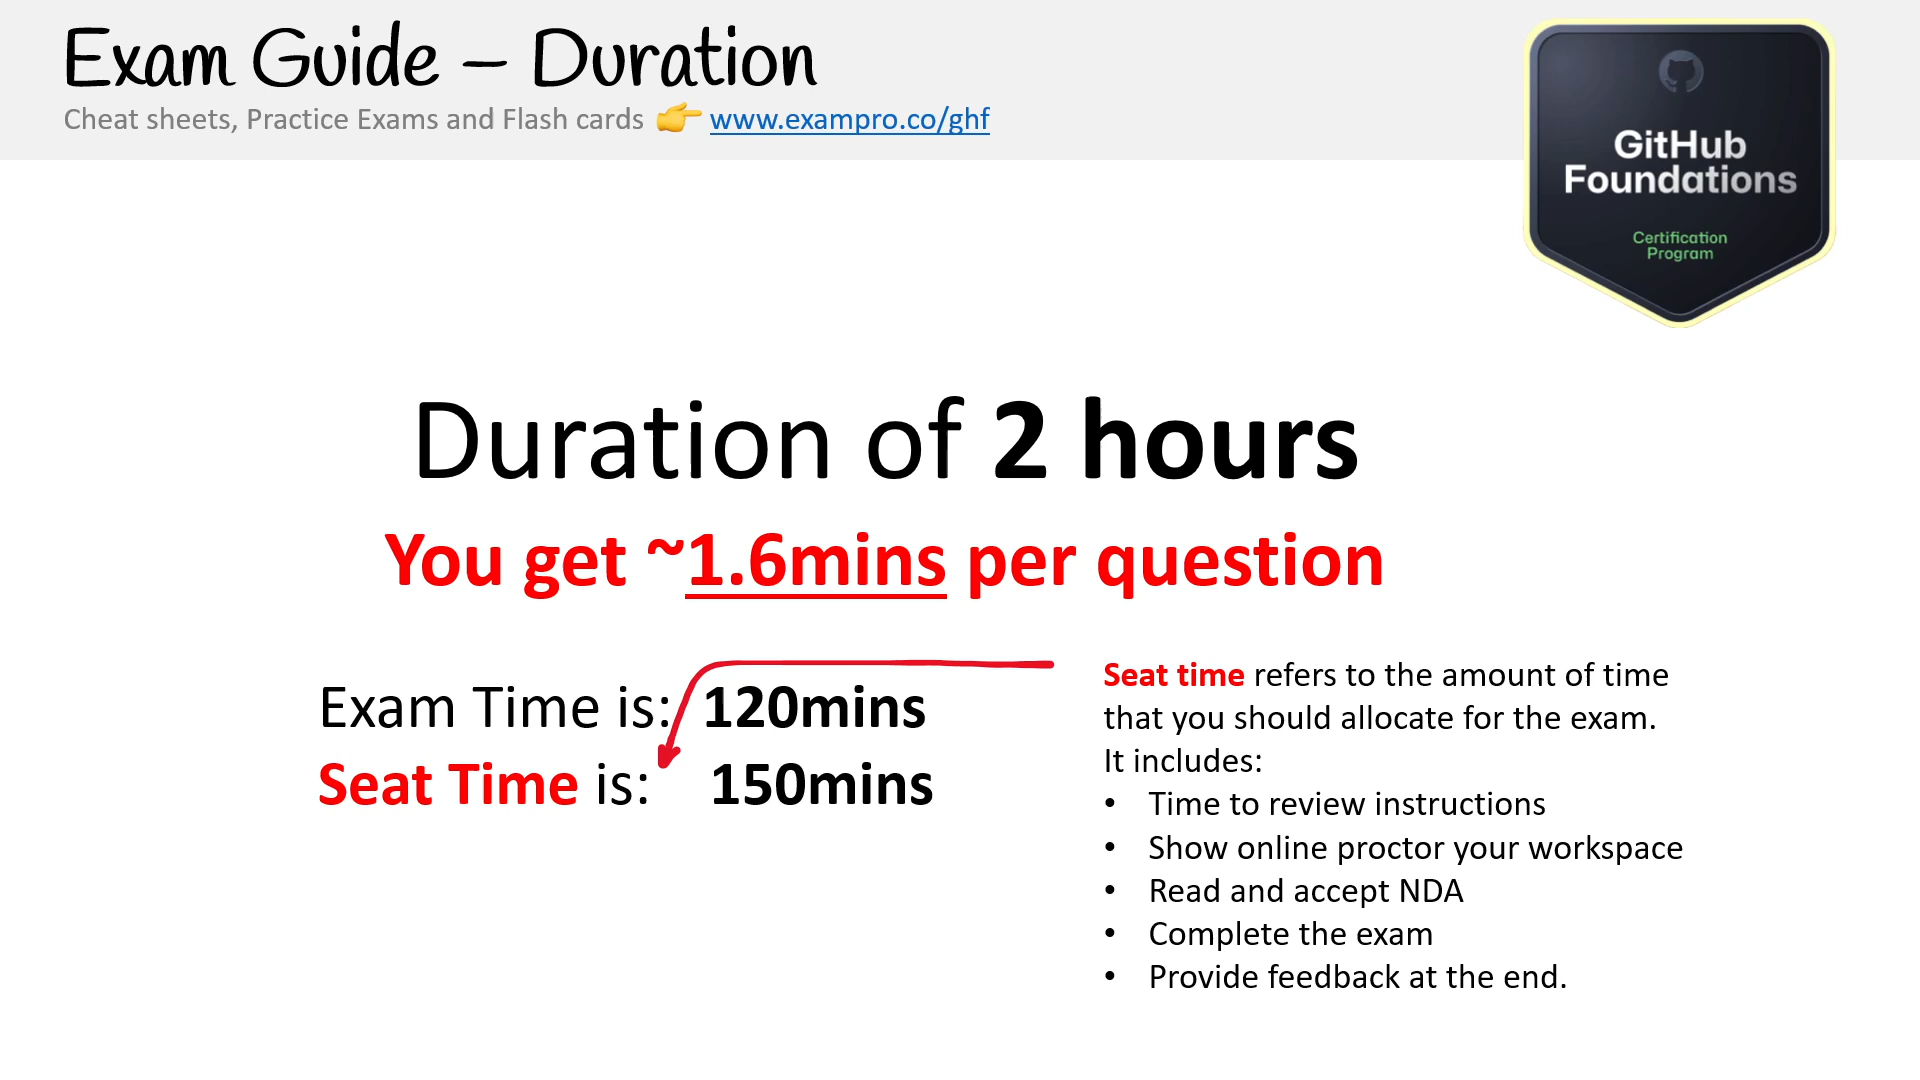 Exam Guide – Duration
Cheat sheets, Practice Exams and Flash cards 👉 www.exampro.co/ghf
GitHub
Foundations
Certification
Program
Duration of 2 hours
You get ~1.6mins per question
Exam Time is: 120mins
Seat Time is: 150mins
Seat time refers to the amount of time
that you should allocate for the exam.
It includes:
• Time to review instructions
• Show online proctor your workspace
• Read and accept NDA
• Complete the exam
• Provide feedback at the end.